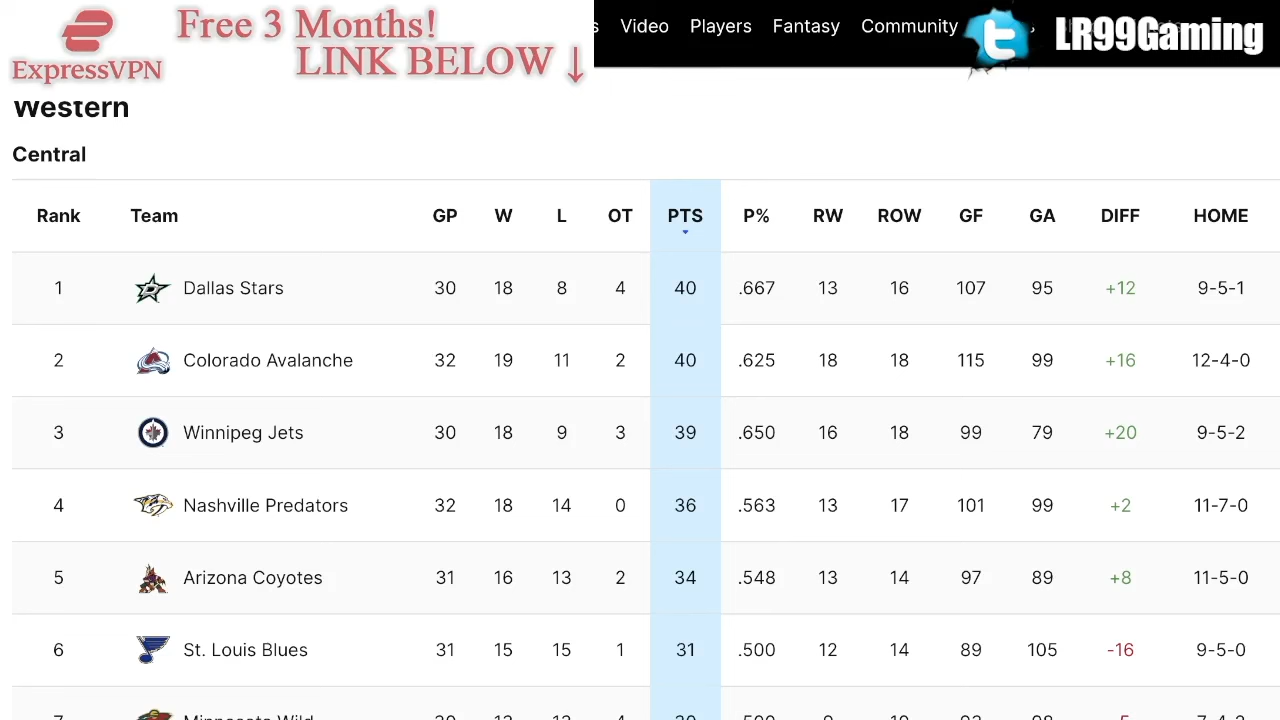 Free 3 Months!
LINK BELOW ↓
ExpressVPN
Video Players Fantasy Community
LR99Gaming
Western
Central
Rank Team GP W L OT PTS P% RW ROW GF GA DIFF HOME
1 Dallas Stars 30 18 8 4 40 .667 13 16 107 95 +12 9-5-1
2 Colorado Avalanche 32 19 11 2 40 .625 18 18 115 99 +16 12-4-0
3 Winnipeg Jets 30 18 9 3 39 .650 16 18 99 79 +20 9-5-2
4 Nashville Predators 32 18 14 0 36 .563 13 17 101 99 +2 11-7-0
5 Arizona Coyotes 31 16 13 2 34 .548 13 14 97 89 +8 11-5-0
6 St. Louis Blues 31 15 15 1 31 .500 12 14 89 105 -16 9-5-0
7 Minnesota Wild